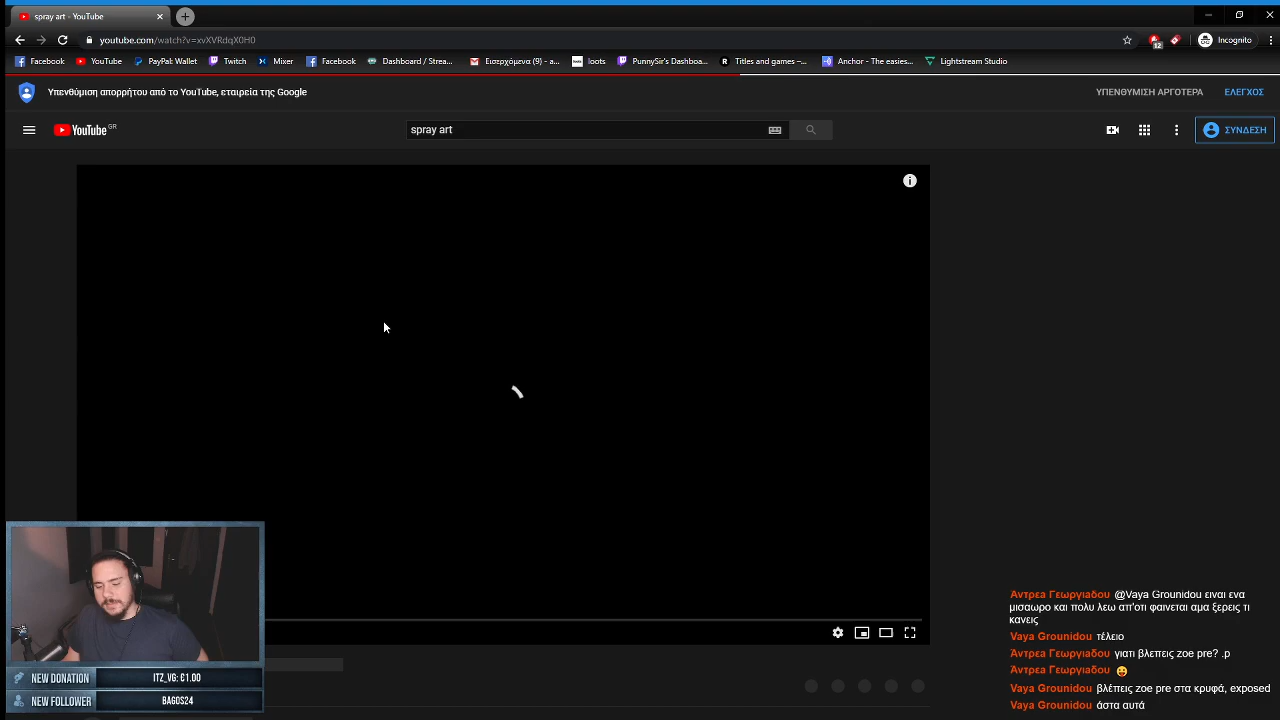 spray art - YouTube
youtube.com/watch?v=xvXVRdqX0H0
12
Incognito
Facebook
YouTube
PayPal: Wallet
Twitch
Mixer
Facebook
Dashboard / Strea...
Εισερχόμενα (9) - a...
loots
PunnySir's Dashboa...
Titles and games –...
Anchor - The easies...
Lightstream Studio
Υπενθύμιση απορρήτου από το YouTube, εταιρεία της Google
ΥΠΕΝΘΥΜΙΣΗ ΑΡΓΟΤΕΡΑ
ΕΛΕΓΧΟΣ
YouTube GR
spray art
ΣΥΝΔΕΣΗ
Άντρεα Γεωργιαδου @Vaya Grounidou ειναι ενα
μισαωρο και πολυ λεω απ'οτι φαινεται αμα ξερεις τι
κανεις
Vaya Grounidou τέλειο
Άντρεα Γεωργιαδου γιατι βλεπεις zoe pre? .p
Άντρεα Γεωργιαδου
Vaya Grounidou βλέπεις zoe pre στα κρυφά, exposed
Vaya Grounidou άστα αυτά
NEW DONATION
ITZ_VG: €1.00
NEW FOLLOWER
BAGOS24